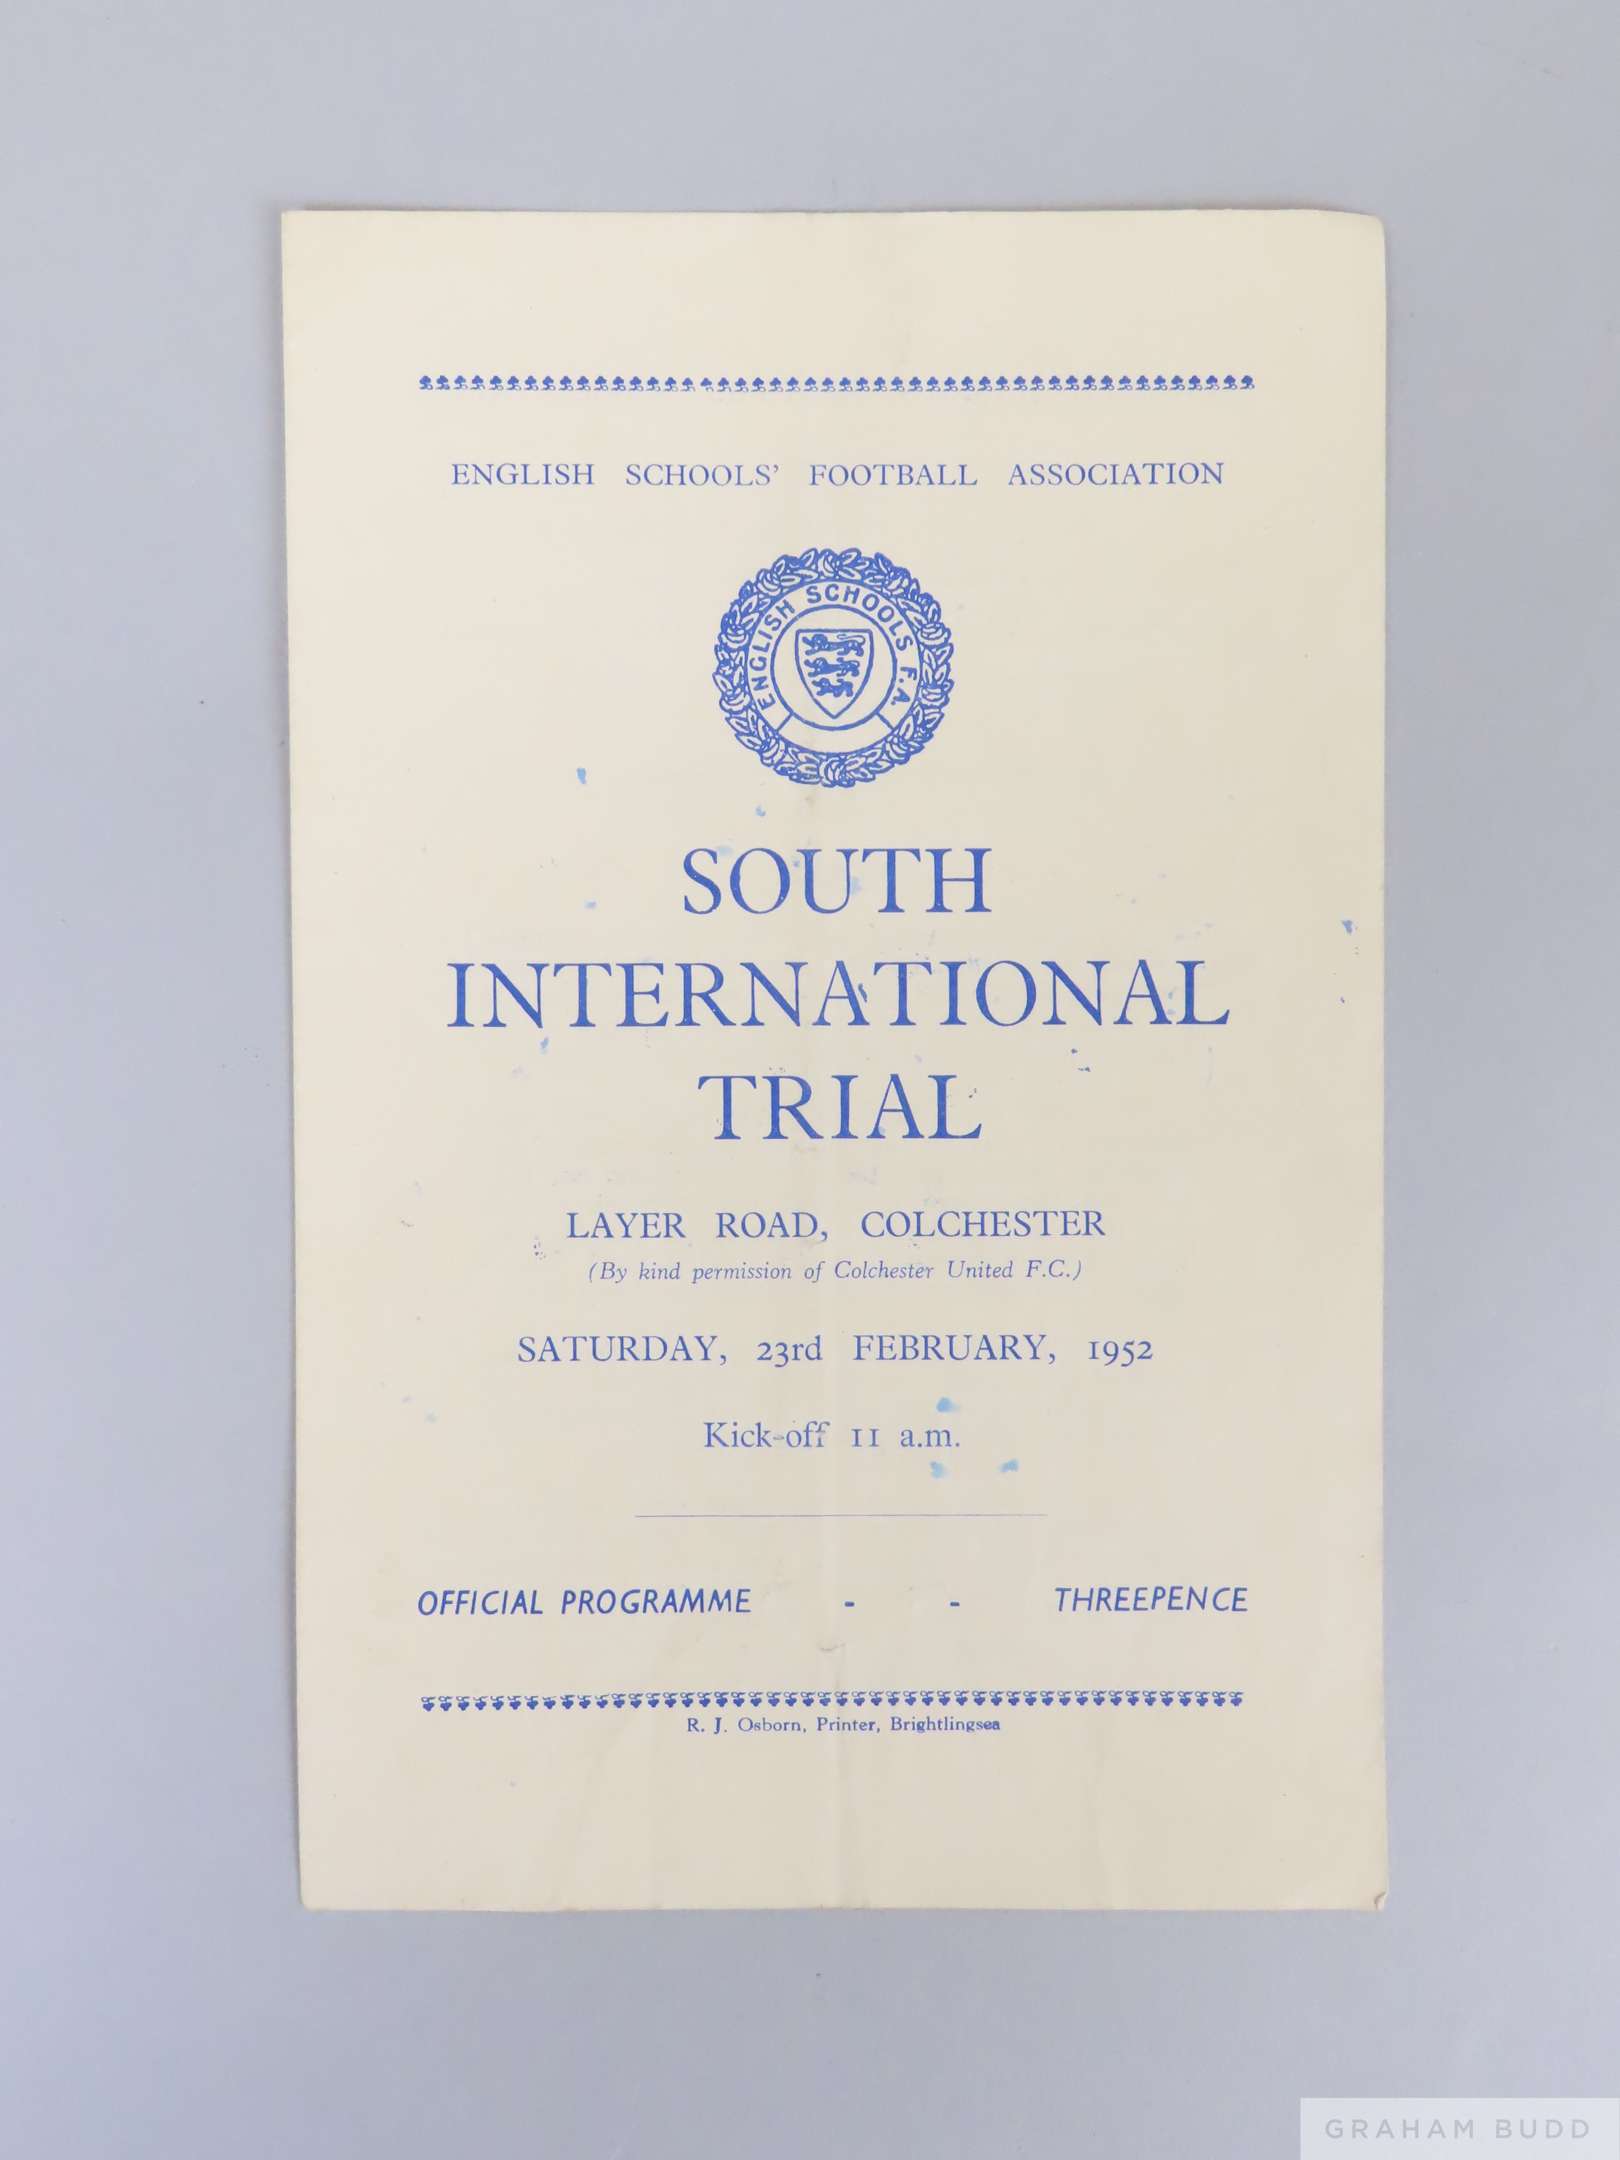 ENGLISH SCHOOLS' FOOTBALL ASSOCIATION
ENGLISH SCHOOLS F.A.
SOUTH
INTERNATIONAL
TRIAL
LAYER ROAD, COLCHESTER
(By kind permission of Colchester United F.C.)
SATURDAY, 23rd FEBRUARY, 1952
Kick-off 11 a.m.
OFFICIAL PROGRAMME - - THREEPENCE
R. J. Osborn, Printer, Brightlingsea
GRAHAM BUDD